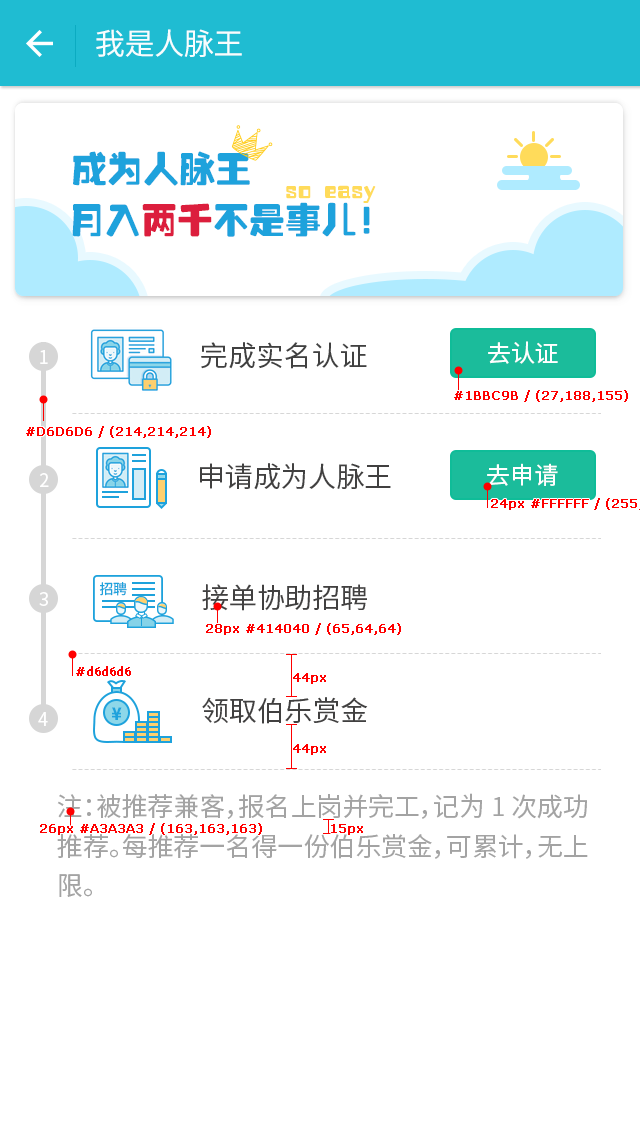 我是人脉王
成为人脉王
so easy
月入两千不是事儿!
1
完成实名认证
去认证
#1BBC9B / (27,188,155)
#D6D6D6 / (214,214,214)
2
申请成为人脉王
去申请
24px #FFFFFF / (255,
3
招聘
接单协助招聘
28px #414040 / (65,64,64)
#d6d6d6
44px
4
¥
领取伯乐赏金
44px
注：被推荐兼客，报名上岗并完工，记为 1 次成功
26px #A3A3A3 / (163,163,163)
15px
推荐。每推荐一名得一份伯乐赏金，可累计，无上
限。